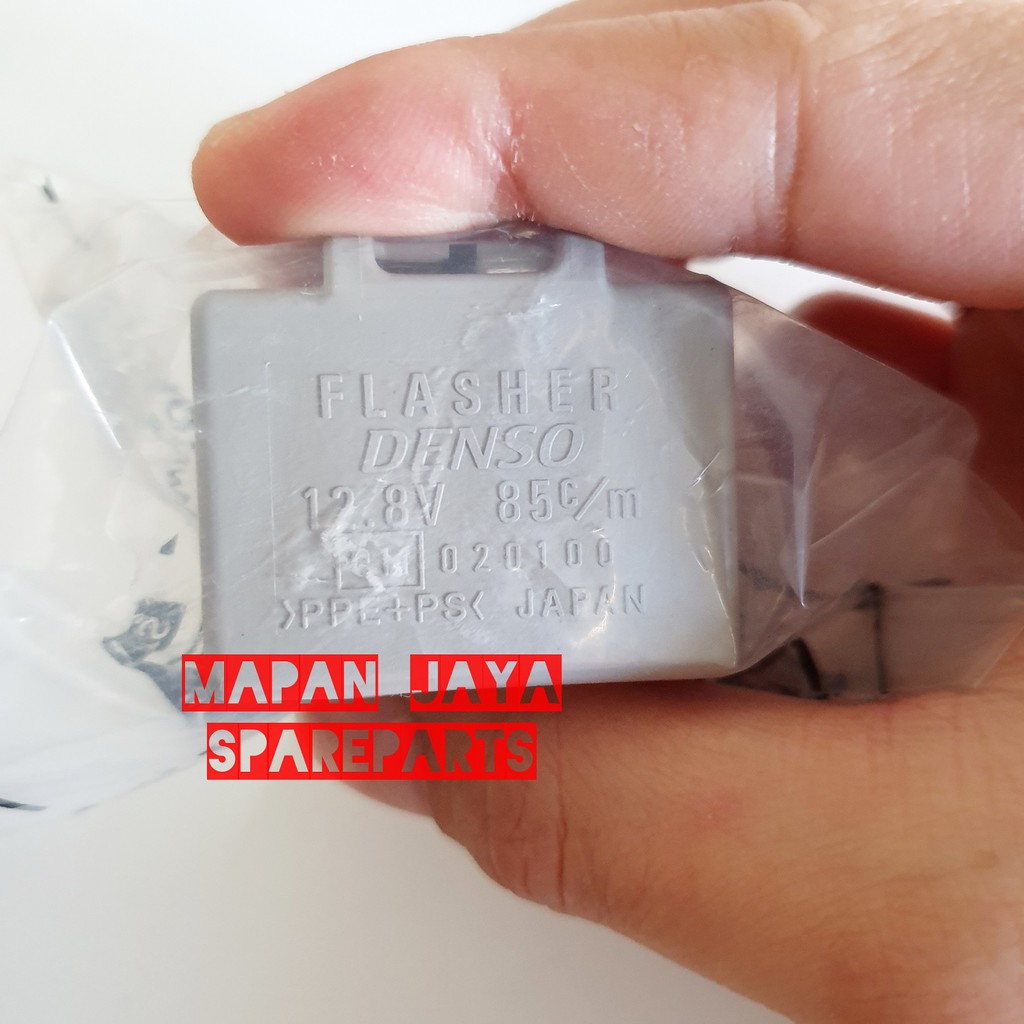 FLASHER
DENSO
12.8V 85c/m
020100
>PPE+PS< JAPAN
MAPAN JAYA
SPAREPARTS